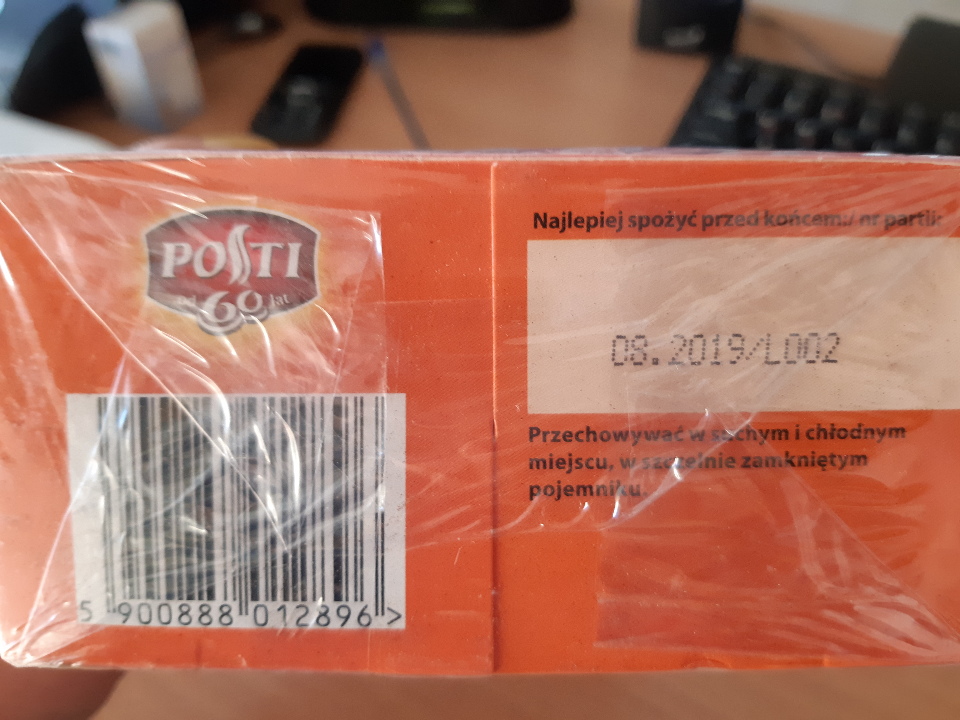 POSTI
od 60 lat
5 900888 012896 >
Najlepiej spożyć przed końcem:/ nr partii:
08.2019/L002
Przechowywać w suchym i chłodnym
miejscu, w szczelnie zamkniętym
pojemniku.